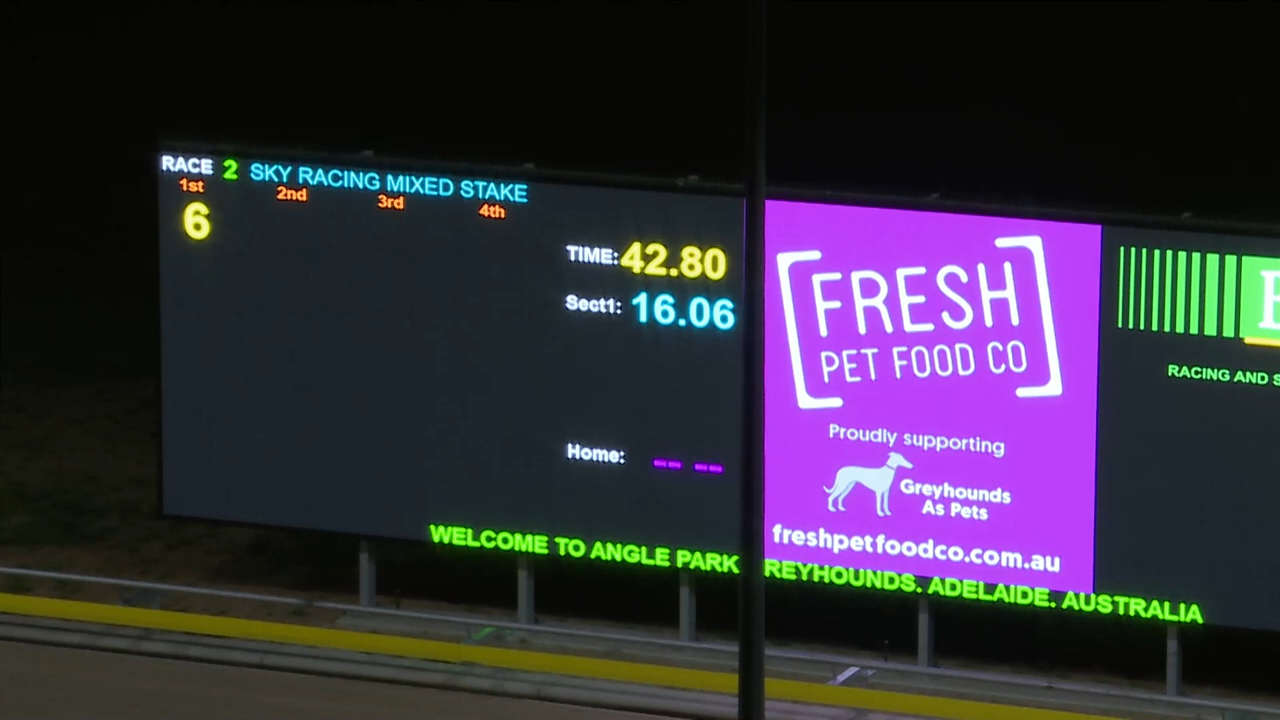 RACE 2 SKY RACING MIXED STAKE
1st 2nd 3rd 4th
6
TIME: 42.80
Sect1: 16.06
Home: -- --
FRESH
PET FOOD CO
Proudly supporting
Greyhounds
As Pets
freshpetfoodco.com.au
RACING AND
WELCOME TO ANGLE PARK REYHOUNDS. ADELAIDE. AUSTRALIA